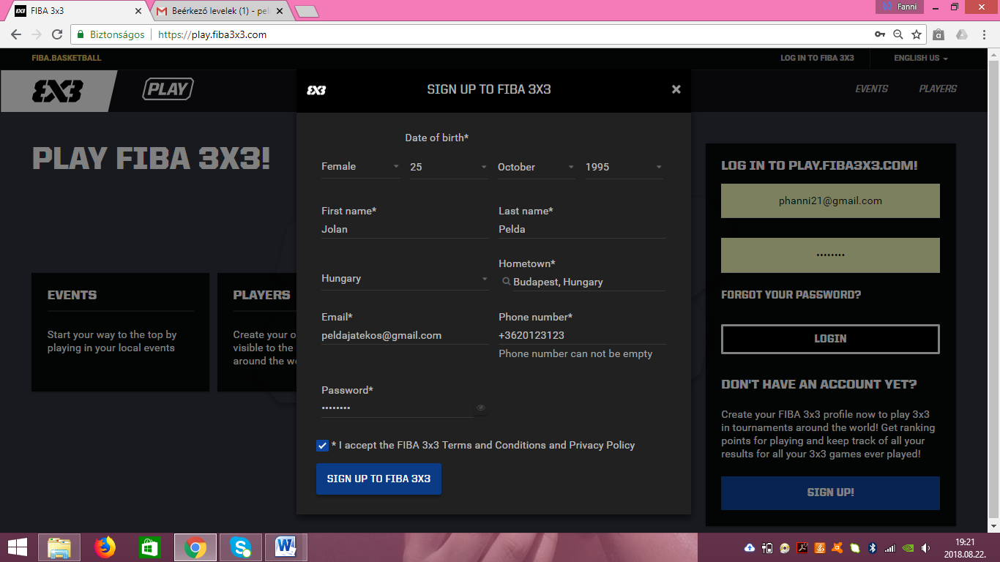 FIBA 3x3
Beérkező levelek (1) - pel
Fanni
Biztonságos
https://play.fiba3x3.com
FIBA.BASKETBALL
LOG IN TO FIBA 3X3
ENGLISH US
3X3
PLAY
3X3
SIGN UP TO FIBA 3X3
EVENTS
PLAYERS
PLAY FIBA 3X3!
Date of birth*
Female
25
October
1995
First name*
Last name*
Jolan
Pelda
Hometown*
Hungary
Budapest, Hungary
Email*
Phone number*
peldajatekos@gmail.com
+3620123123
Phone number can not be empty
Password*
••••••••
* I accept the FIBA 3x3 Terms and Conditions and Privacy Policy
SIGN UP TO FIBA 3X3
EVENTS
Start your way to the top by
playing in your local events
PLAYERS
Create your o
visible to the
around the w
LOG IN TO PLAY.FIBA3X3.COM!
phanni21@gmail.com
••••••••
FORGOT YOUR PASSWORD?
LOGIN
DON'T HAVE AN ACCOUNT YET?
Create your FIBA 3x3 profile now to play 3x3
in tournaments around the world! Get ranking
points for playing and keep track of all your
results for all your 3x3 games ever played!
SIGN UP!
19:21
2018.08.22.